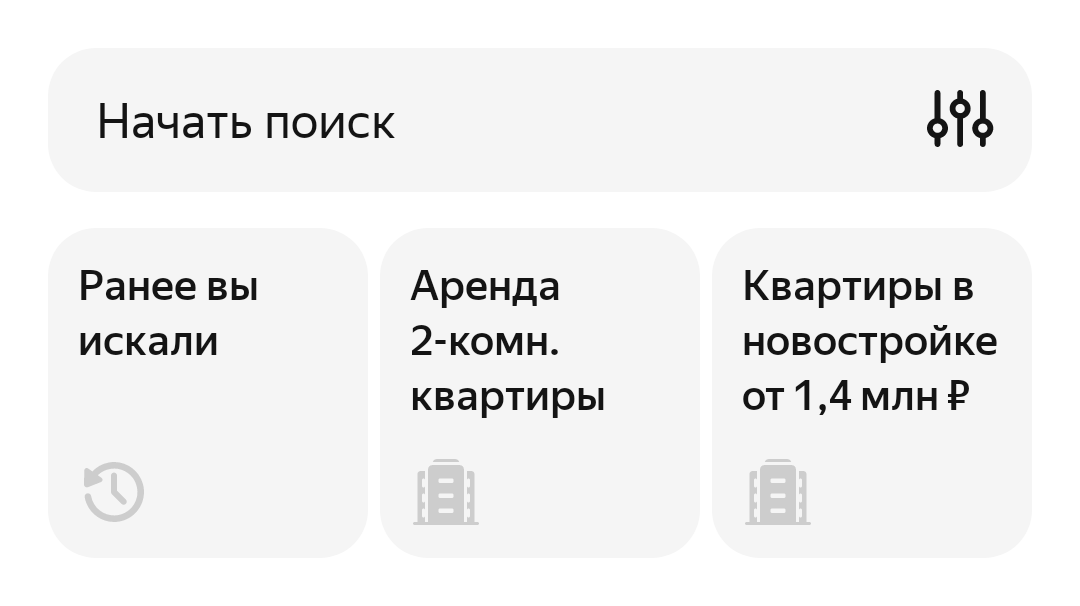 Начать поиск
Ранее вы
искали
Аренда
2-комн.
квартиры
Квартиры в
новостройке
от 1,4 млн ₽